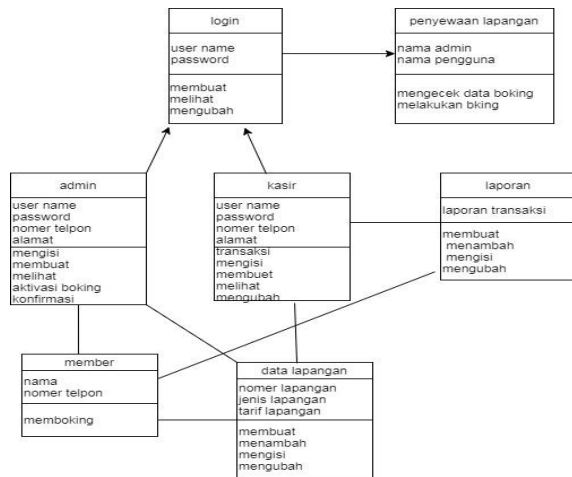 login
user name
password
membuat
melihat
mengubah
penyewaan lapangan
nama admin
nama pengguna
mengecek data boking
melakukan bking
admin
user name
password
nomer telpon
alamat
mengisi
membuat
melihat
aktivasi boking
konfirmasi
kasir
user name
password
nomer telpon
alamat
transaksi
mengisi
membuet
melihat
mengubah
laporan
laporan transaksi
membuat
menambah
mengisi
mengubah
member
nama
nomer telpon
memboking
data lapangan
nomer lapangan
jenis lapangan
tarif lapangan
membuat
menambah
mengisi
mengubah